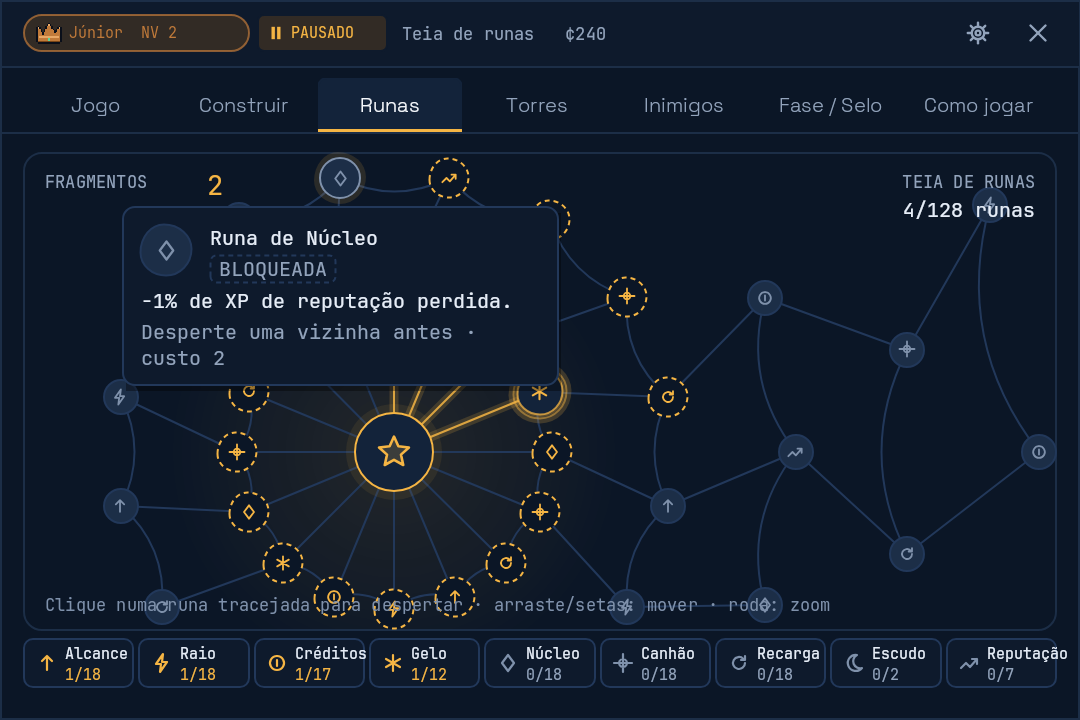 Júnior NV 2
PAUSADO
Teia de runas ₵240
Jogo
Construir
Runas
Torres
Inimigos
Fase / Selo
Como jogar
FRAGMENTOS 2
TEIA DE RUNAS
4/128 runas
Runa de Núcleo
BLOQUEADA
-1% de XP de reputação perdida.
Desperte uma vizinha antes ·
custo 2
Clique numa runa tracejada para despertar · arraste/setas: mover · roda: zoom
Alcance
1/18
Raio
1/18
Créditos
1/17
Gelo
1/12
Núcleo
0/18
Canhão
0/18
Recarga
0/18
Escudo
0/2
Reputação
0/7